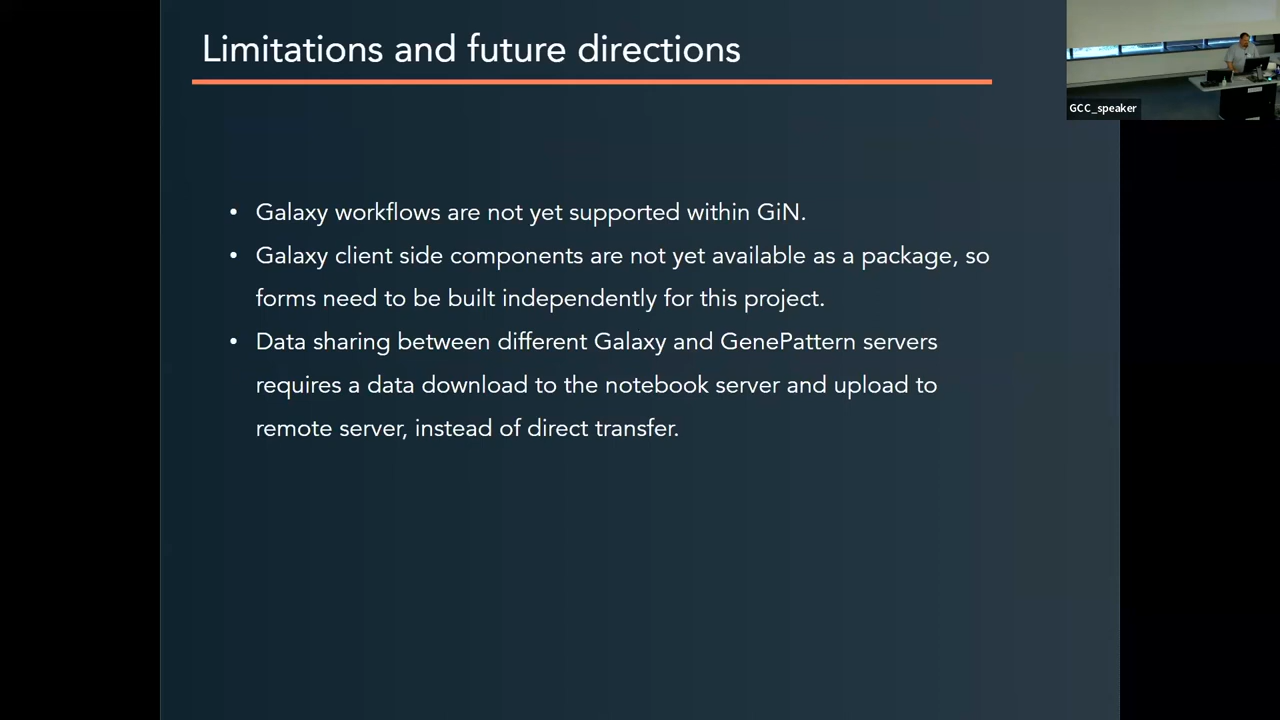 Limitations and future directions
GCC_speaker
• Galaxy workflows are not yet supported within GiN.
• Galaxy client side components are not yet available as a package, so
forms need to be built independently for this project.
• Data sharing between different Galaxy and GenePattern servers
requires a data download to the notebook server and upload to
remote server, instead of direct transfer.